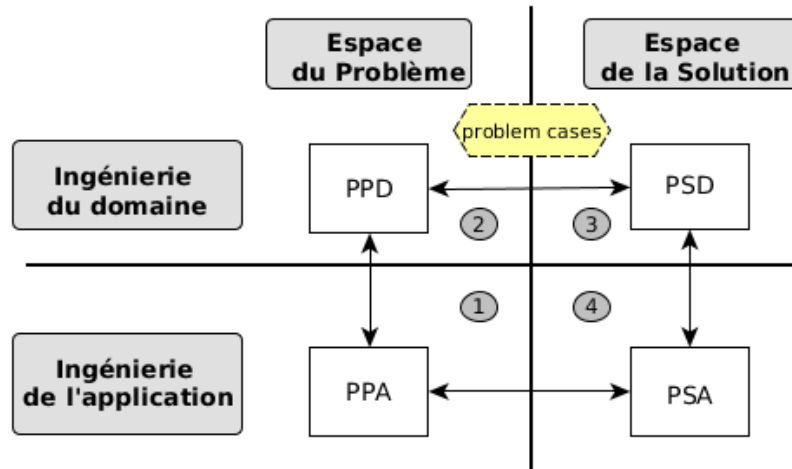 Espace
du Problème
Espace
de la Solution
problem cases
Ingénierie
du domaine
PPD
PSD
2
3
1
4
Ingénierie
de l'application
PPA
PSA